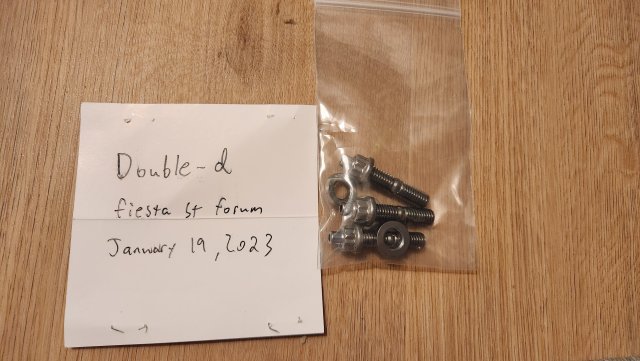 Double-d
fiesta st forum
January 19, 2023